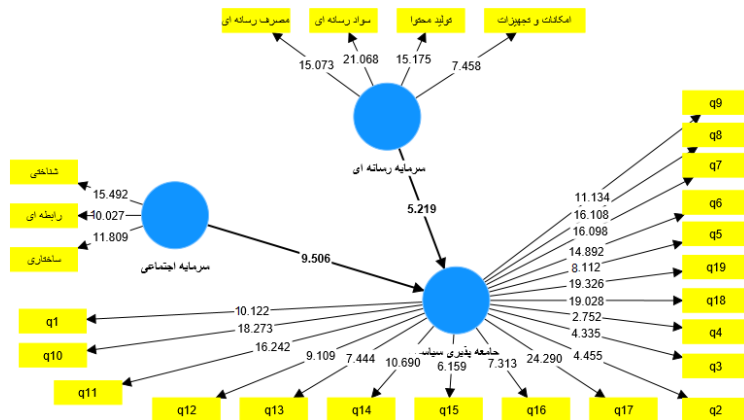 مصرف رسانه ای
سواد رسانه ای
تولید محتوا
امکانات و تجهیزات
15.073
21.068
15.175
7.458
سرمایه رسانه ای
5.219
شناختی
رابطه ای
ساختاری
15.492
10.027
11.809
سرمایه اجتماعی
9.506
q9
q8
q7
q6
q5
q19
q18
q4
q3
q2
11.134
16.108
16.098
14.892
8.112
19.326
19.028
2.752
4.335
4.455
جامعه پذیری سیاسی
q1
q10
q11
q12
q13
q14
q15
q16
q17
10.122
18.273
16.242
9.109
7.444
10.690
6.159
7.313
24.290